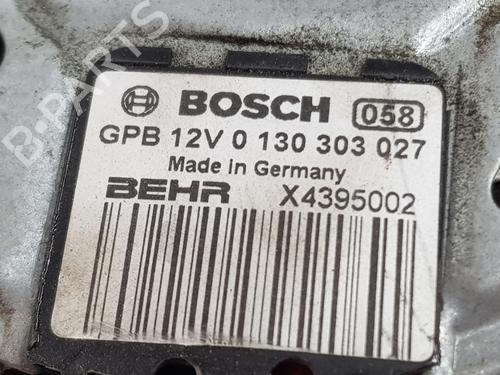 B-PARTS
BOSCH 058
GPB 12V 0 130 303 027
Made in Germany
BEHR X4395002